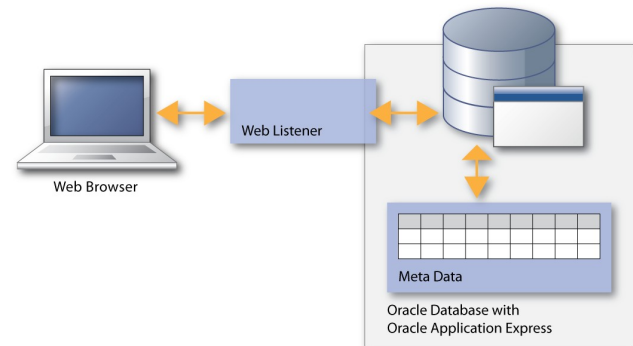 Web Browser
Web Listener
Meta Data
Oracle Database with
Oracle Application Express